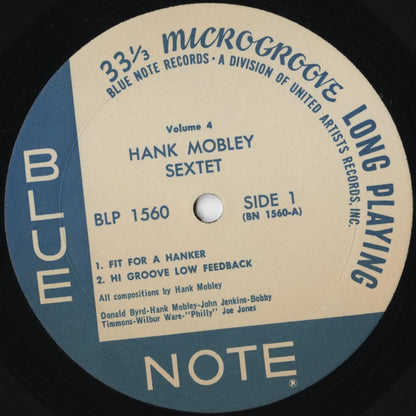 33⅓ MICROGROOVE LONG PLAYING
BLUE NOTE RECORDS · A DIVISION OF UNITED ARTISTS RECORDS, INC.
Volume 4
HANK MOBLEY
SEXTET
BLP 1560
SIDE 1
(BN 1560-A)
1. FIT FOR A HANKER
2. HI GROOVE LOW FEEDBACK
All compositions by Hank Mobley
Donald Byrd-Hank Mobley-John Jenkins-Bobby
Timmons-Wilbur Ware-"Philly" Joe Jones
BLUE
NOTE ®